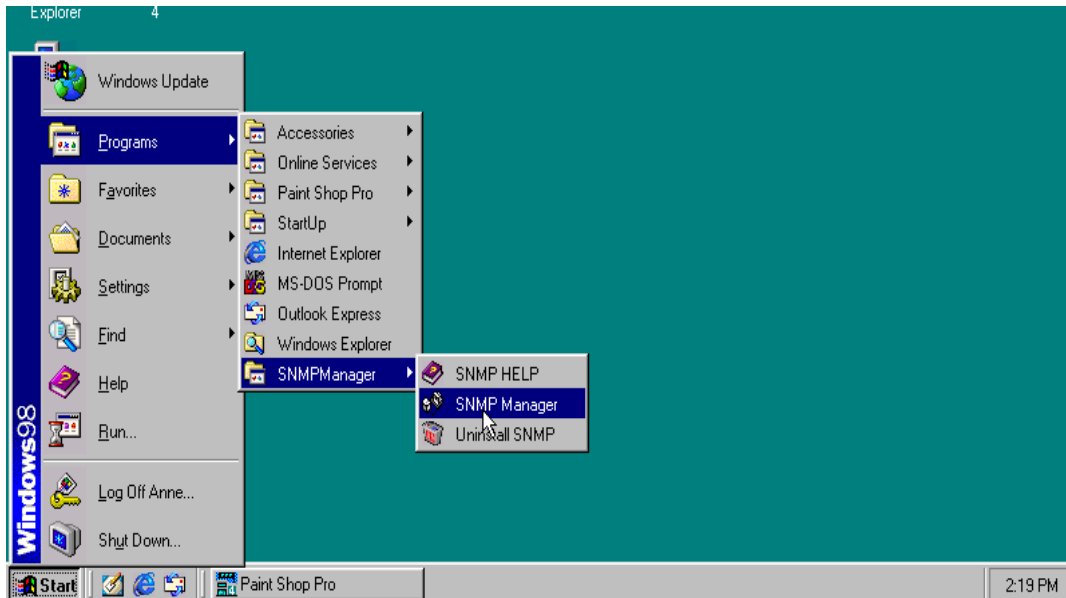 Explorer 4
Windows Update
Programs
Favorites
Documents
Settings
Find
Help
Run...
Log Off Anne...
Shut Down...
Windows98
Accessories
Online Services
Paint Shop Pro
StartUp
Internet Explorer
MS-DOS Prompt
Outlook Express
Windows Explorer
SNMPManager
SNMP HELP
SNMP Manager
Uninstall SNMP
Start
Paint Shop Pro
2:19 PM